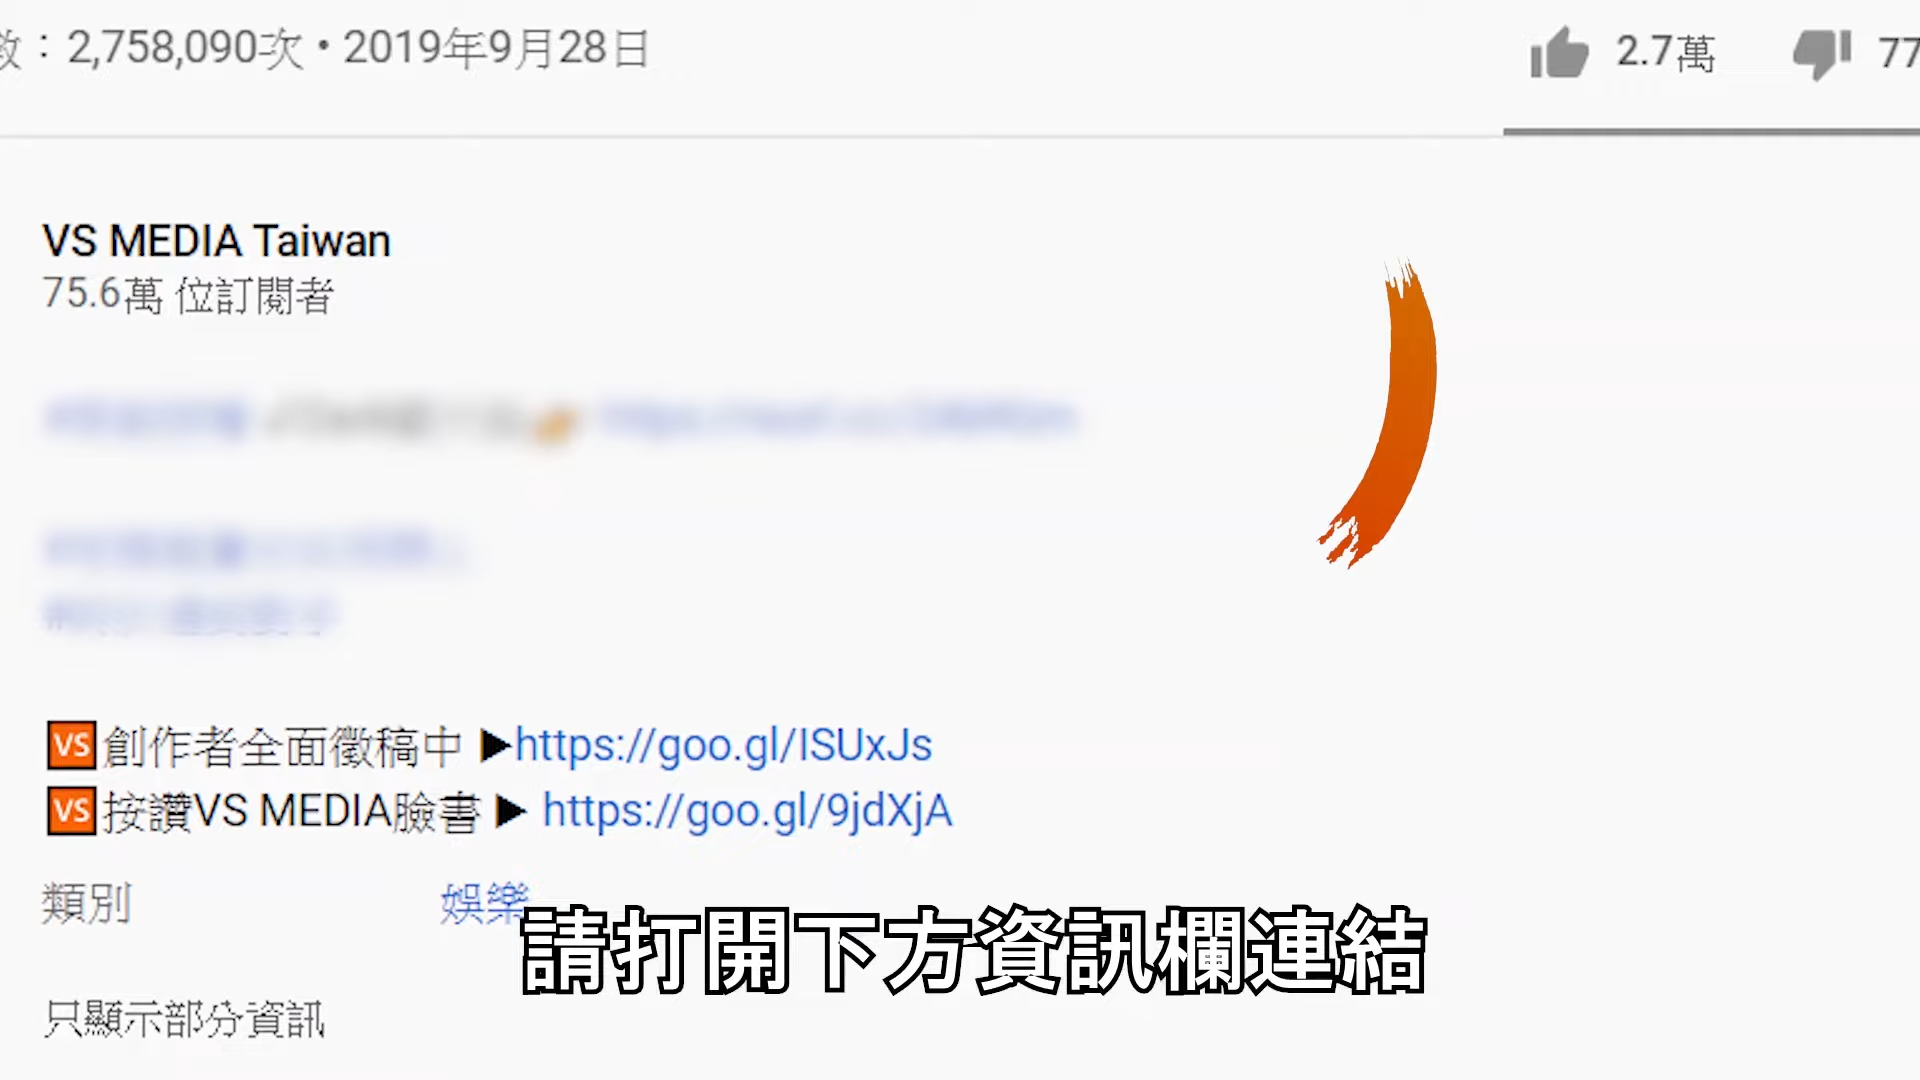 數：2,758,090次 • 2019年9月28日
2.7萬
77
VS MEDIA Taiwan
75.6萬 位訂閱者
VS 創作者全面徵稿中 ▶https://goo.gl/ISUxJs
VS 按讚VS MEDIA臉書 ▶ https://goo.gl/9jdXjA
類別 娛樂
請打開下方資訊欄連結
只顯示部分資訊